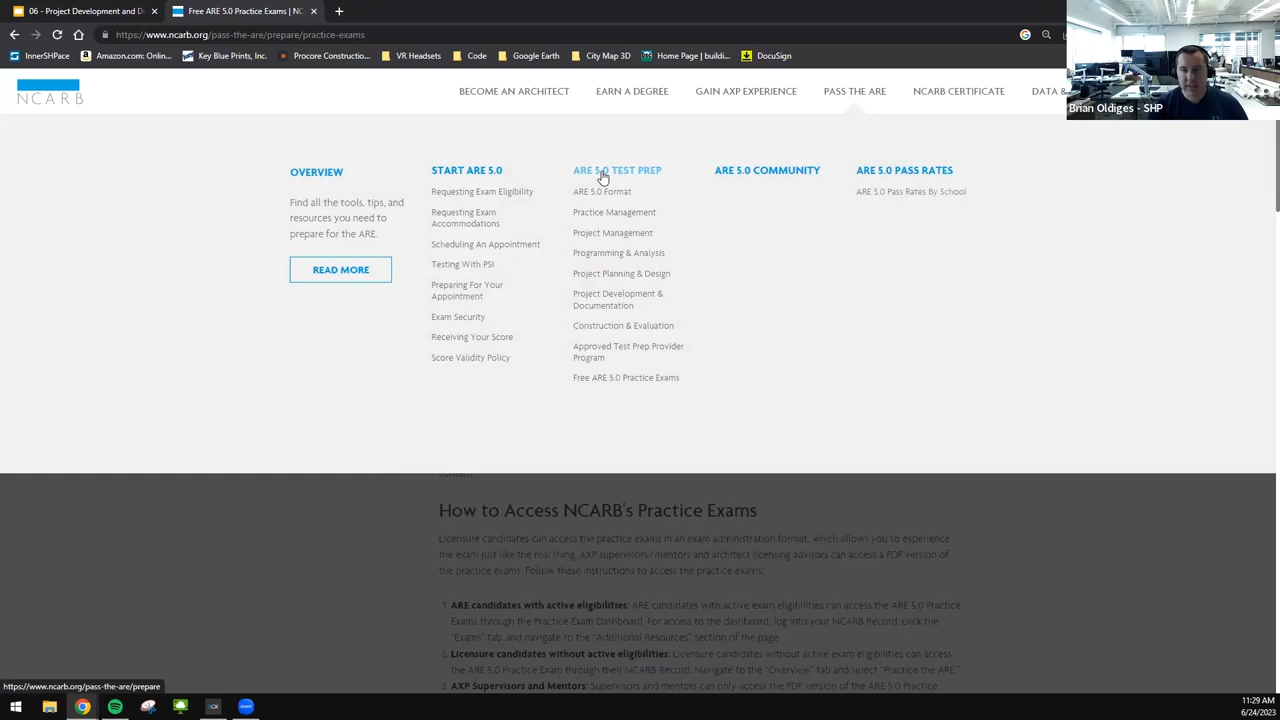 06 - Project Development and D
Free ARE 5.0 Practice Exams | NC
https://www.ncarb.org/pass-the-are/prepare/practice-exams
InnerSHPace
Amazon.com: Onlin...
Key Blue Prints, Inc.
Procore Constructio...
VR Headsets
Code
Google Earth
City Map 3D
Home Page | buildin...
DocuSign
Brian Oldiges - SHP
NCARB
BECOME AN ARCHITECT
EARN A DEGREE
GAIN AXP EXPERIENCE
PASS THE ARE
NCARB CERTIFICATE
DATA &
OVERVIEW
Find all the tools, tips, and
resources you need to
prepare for the ARE.
READ MORE
START ARE 5.0
Requesting Exam Eligibility
Requesting Exam
Accommodations
Scheduling An Appointment
Testing With PSI
Preparing For Your
Appointment
Exam Security
Receiving Your Score
Score Validity Policy
ARE 5.0 TEST PREP
ARE 5.0 Format
Practice Management
Project Management
Programming & Analysis
Project Planning & Design
Project Development &
Documentation
Construction & Evaluation
Approved Test Prep Provider
Program
Free ARE 5.0 Practice Exams
ARE 5.0 COMMUNITY
ARE 5.0 PASS RATES
ARE 5.0 Pass Rates By School
content.
How to Access NCARB's Practice Exams
Licensure candidates can access the practice exams in an exam administration format, which allows you to experience
the exam just like the real thing. AXP supervisors/mentors and architect licensing advisors can access a PDF version of
the practice exams. Follow these instructions to access the practice exams:
1. ARE candidates with active eligibilities: ARE candidates with active exam eligibilities can access the ARE 5.0 Practice
Exams through the Practice Exam Dashboard. For access to the dashboard, log into your NCARB Record, click the
"Exams" tab, and navigate to the "Additional Resources" section of the page.
2. Licensure candidates without active eligibilities: Licensure candidates without active exam eligibilities can access
the ARE 5.0 Practice Exam through their NCARB Record. Navigate to the "Overview" tab and select "Practice the ARE."
3. AXP Supervisors and Mentors: Supervisors and mentors can only access the PDF version of the ARE 5.0 Practice
https://www.ncarb.org/pass-the-are/prepare
11:29 AM
6/24/2023